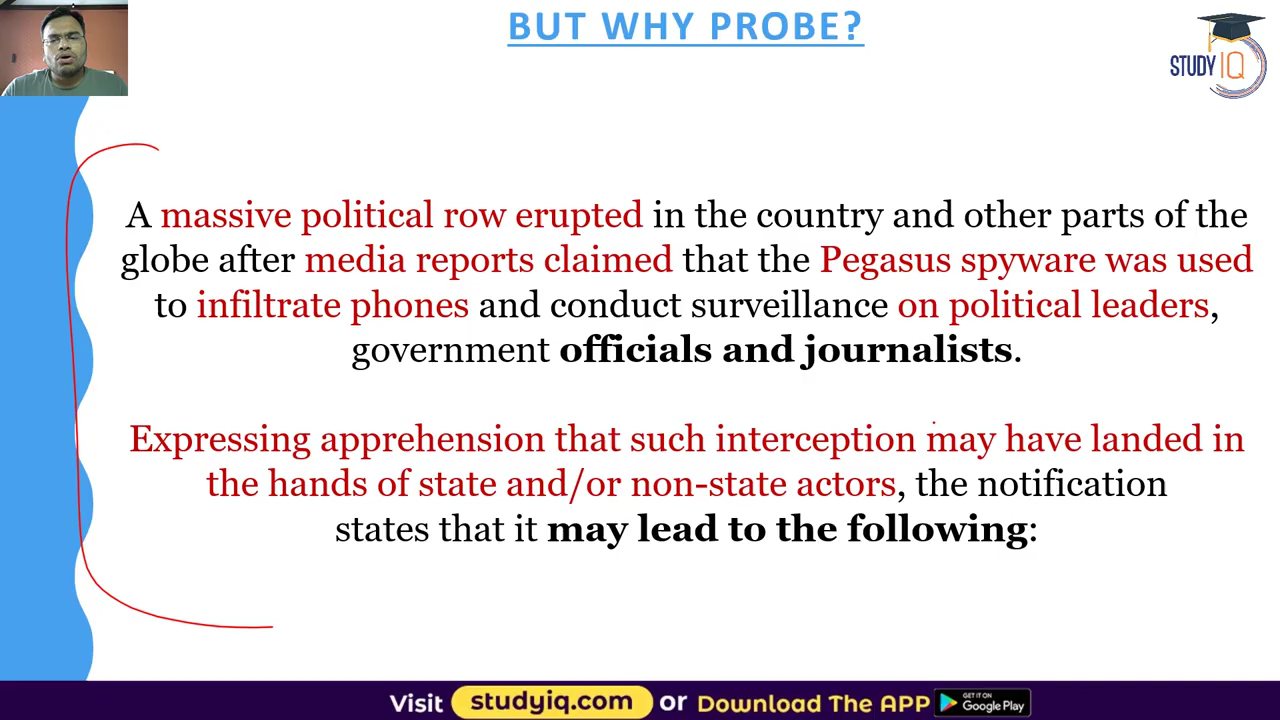 BUT WHY PROBE?
STUDY IQ
A massive political row erupted in the country and other parts of the
globe after media reports claimed that the Pegasus spyware was used
to infiltrate phones and conduct surveillance on political leaders,
government officials and journalists.
Expressing apprehension that such interception may have landed in
the hands of state and/or non-state actors, the notification
states that it may lead to the following:
Visit studyiq.com or Download The APP GET IT ON Google Play